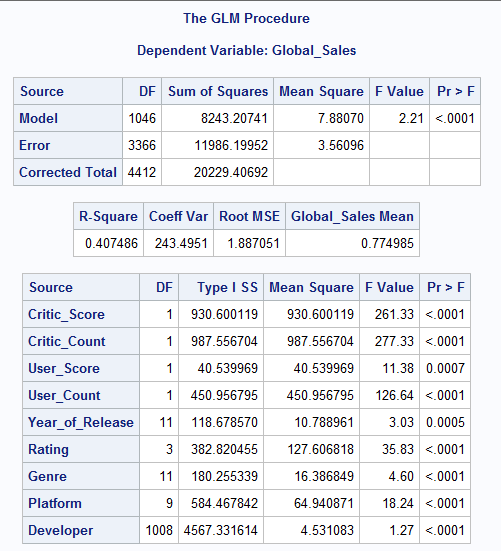 The GLM Procedure
Dependent Variable: Global_Sales
Source DF Sum of Squares Mean Square F Value Pr > F
Model 1046 8243.20741 7.88070 2.21 <.0001
Error 3366 11986.19952 3.56096
Corrected Total 4412 20229.40692
R-Square Coeff Var Root MSE Global_Sales Mean
0.407486 243.4951 1.887051 0.774985
Source DF Type I SS Mean Square F Value Pr > F
Critic_Score 1 930.600119 930.600119 261.33 <.0001
Critic_Count 1 987.556704 987.556704 277.33 <.0001
User_Score 1 40.539969 40.539969 11.38 0.0007
User_Count 1 450.956795 450.956795 126.64 <.0001
Year_of_Release 11 118.678570 10.788961 3.03 0.0005
Rating 3 382.820455 127.606818 35.83 <.0001
Genre 11 180.255339 16.386849 4.60 <.0001
Platform 9 584.467842 64.940871 18.24 <.0001
Developer 1008 4567.331614 4.531083 1.27 <.0001